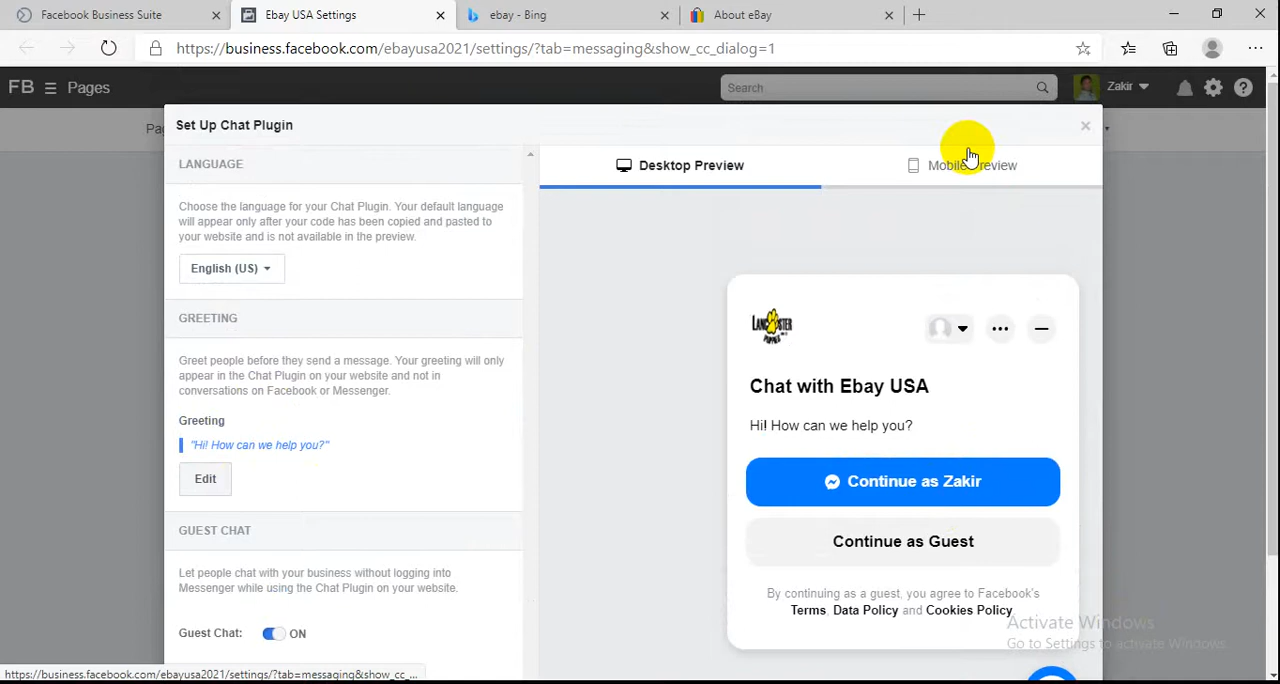 Facebook Business Suite
Ebay USA Settings
ebay - Bing
About eBay
https://business.facebook.com/ebayusa2021/settings/?tab=messaging&show_cc_dialog=1
FB Pages
Search
Zakir
Set Up Chat Plugin
LANGUAGE
Choose the language for your Chat Plugin. Your default language
will appear only after your code has been copied and pasted to
your website and is not available in the preview.
English (US)
GREETING
Greet people before they send a message. Your greeting will only
appear in the Chat Plugin on your website and not in
conversations on Facebook or Messenger.
Greeting
"Hi! How can we help you?"
Edit
GUEST CHAT
Let people chat with your business without logging into
Messenger while using the Chat Plugin on your website.
Guest Chat: ON
Desktop Preview
Mobile Preview
Chat with Ebay USA
Hi! How can we help you?
Continue as Zakir
Continue as Guest
By continuing as a guest, you agree to Facebook's
Terms, Data Policy and Cookies Policy
Activate Windows
Go to Settings to activate Windows.
https://business.facebook.com/ebayusa2021/settings/?tab=messaging&show_cc_...